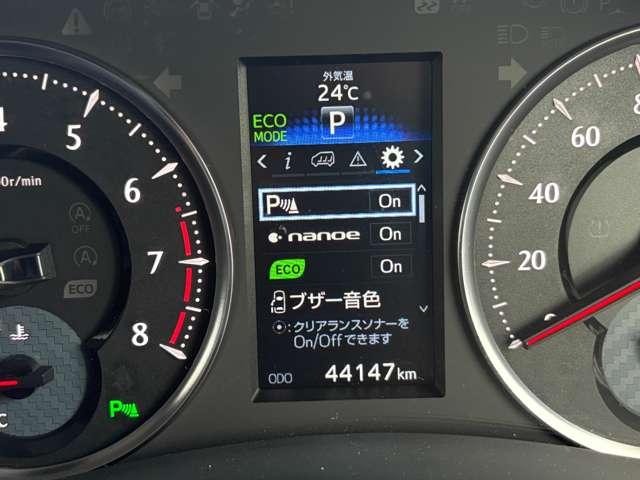 外気温
24℃
ECO
MODE
P
P On
nanoe On
ECO On
ブザー音色
:クリアランスソナーを
On/Offできます
ODO 44147km
5
6
7
8
r/min
OFF
ECO
P
C
20
40
60